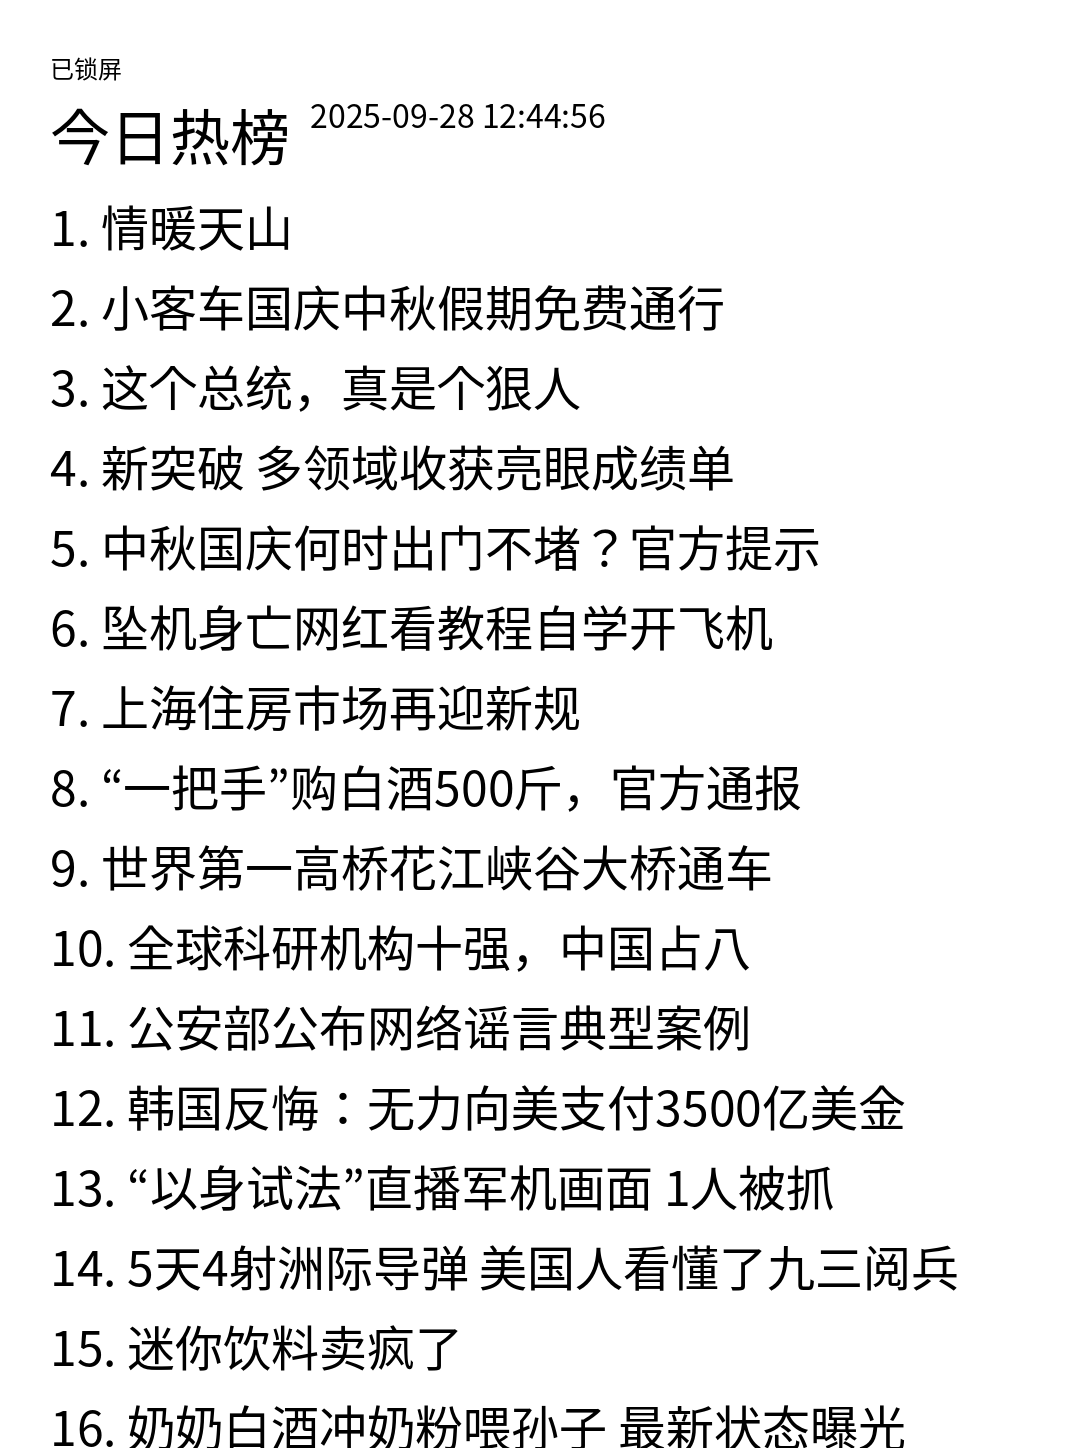 已锁屏
今日热榜 2025-09-28 12:44:56
1. 情暖天山
2. 小客车国庆中秋假期免费通行
3. 这个总统，真是个狠人
4. 新突破 多领域收获亮眼成绩单
5. 中秋国庆何时出门不堵？官方提示
6. 坠机身亡网红看教程自学开飞机
7. 上海住房市场再迎新规
8. “一把手”购白酒500斤，官方通报
9. 世界第一高桥花江峡谷大桥通车
10. 全球科研机构十强，中国占八
11. 公安部公布网络谣言典型案例
12. 韩国反悔：无力向美支付3500亿美金
13. “以身试法”直播军机画面 1人被抓
14. 5天4射洲际导弹 美国人看懂了九三阅兵
15. 迷你饮料卖疯了
16. 奶奶白酒冲奶粉喂孙子 最新状态曝光